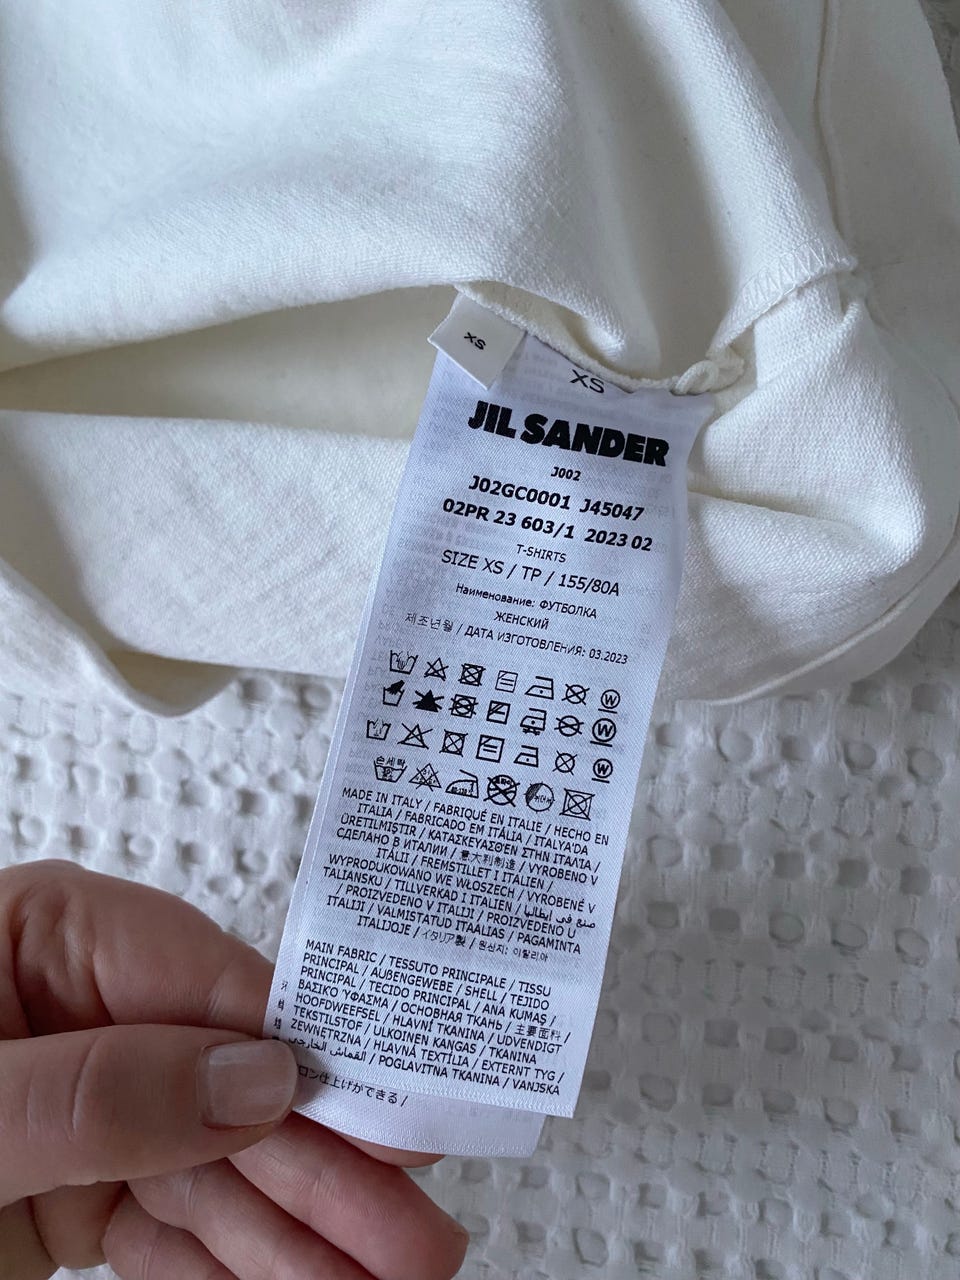 XS
XS
JIL SANDER
J002
J02GC0001 J45047
02PR 23 603/1 2023 02
T-SHIRTS
SIZE XS / TP / 155/80A
Наименование: ФУТБОЛКА
ЖЕНСКИЙ
제조년월 / ДАТА ИЗГОТОВЛЕНИЯ: 03.2023
W
W
W
손세탁
MADE IN ITALY / FABRIQUÉ EN ITALIE / HECHO EN
ITALIA / FABRICADO EM ITÁLIA / ITALYA'DA
ÜRETILMIŞTIR / ΚΑΤΑΣΚΕΥΑΣΘΕΝ ΣΤΗΝ ΙΤΑΛΙΑ /
СДЕЛАНО В ИТАЛИИ / 意大利制造 / VYROBENO V
ITÁLII / FREMSTILLET I ITALIEN /
WYPRODUKOWANO WE WŁOSZECH / VYROBENÉ V
TALIANSKU / TILLVERKAD I ITALIEN / صنع في إيطاليا
/ PROIZVEDENO V ITALIJI / PROIZVEDENO U
ITALIJI / VALMISTATUD ITAALIAS / PAGAMINTA
ITALIJOJE / イタリア製 / 원산지: 이탈리아
MAIN FABRIC / TESSUTO PRINCIPALE / TISSU
PRINCIPAL / AUßENGEWEBE / SHELL / TEJIDO
PRINCIPAL / TECIDO PRINCIPAL / ANA KUMAŞ /
ΒΑΣΙΚΟ ΎΦΑΣΜΑ / ОСНОВНАЯ ТКАНЬ / 主要面料 /
HOOFDWEEFSEL / HLAVNÍ TKANINA / UDVENDIGT
TEKSTILSTOF / ULKOINEN KANGAS / TKANINA
ZEWNĘTRZNA / HLAVNÁ TEXTÍLIA / EXTERNT TYG /
القماش الخارجي / POGLAVITNA TKANINA / VANJSKA
ロン仕上げができる /